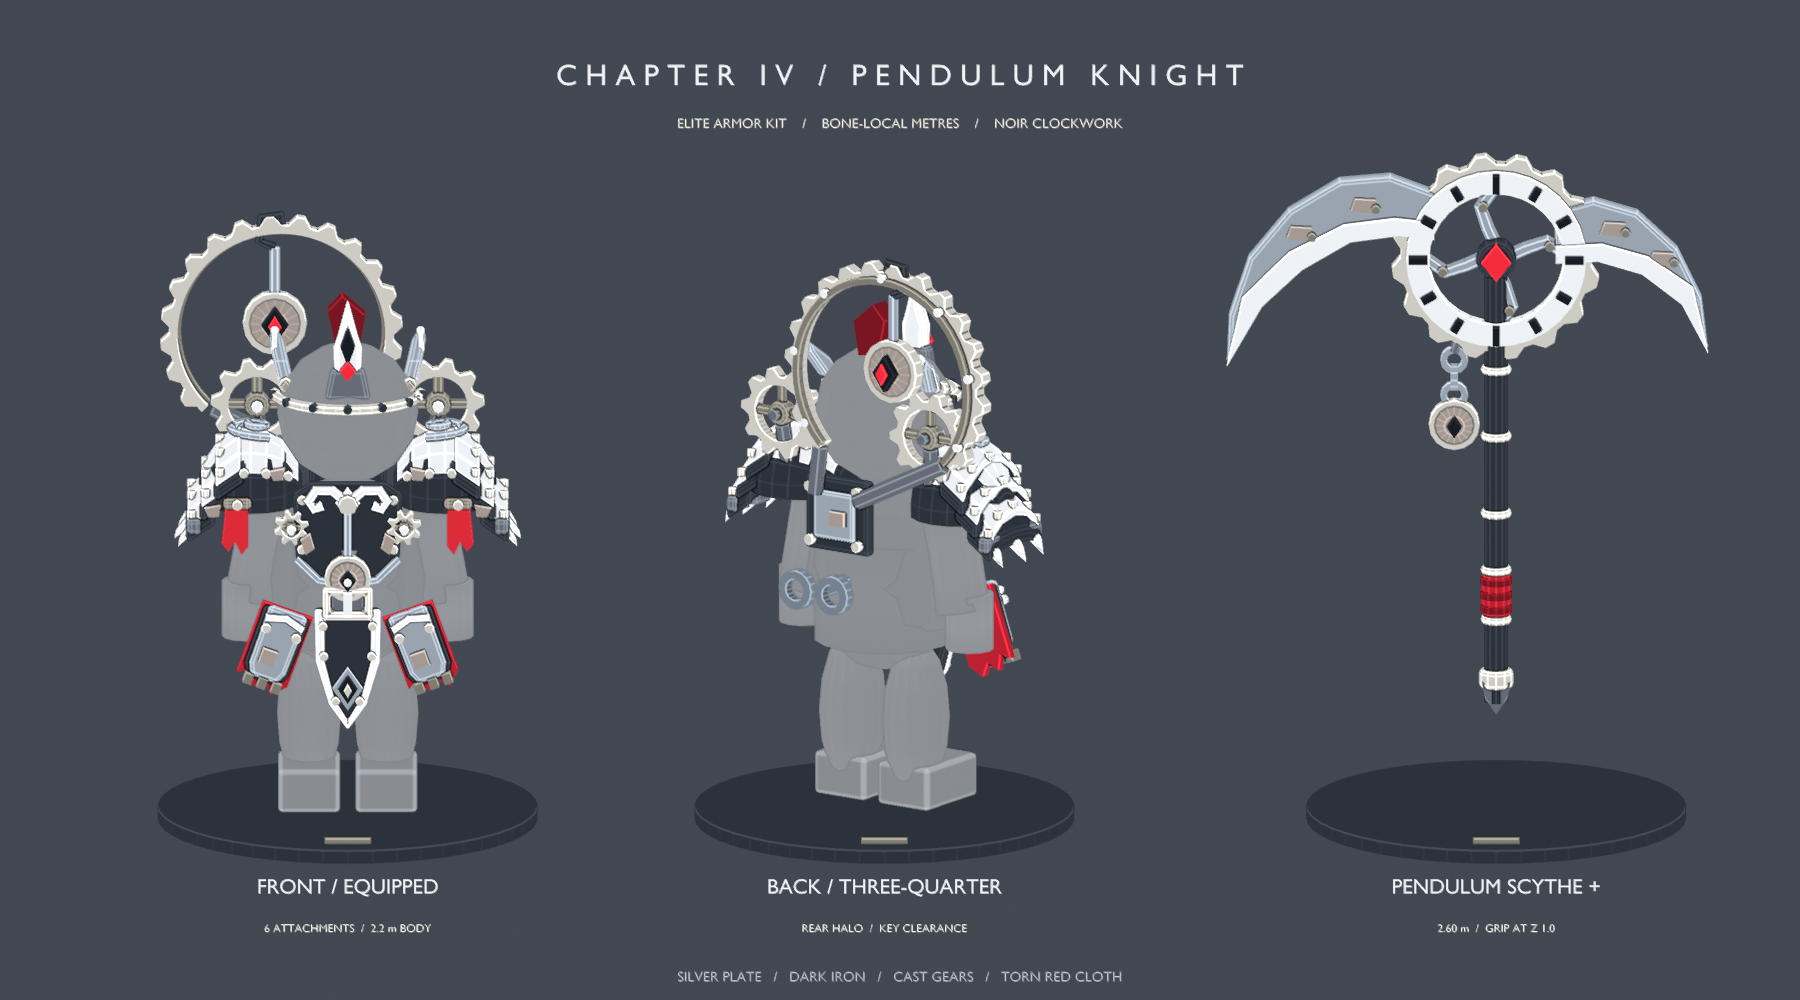 CHAPTER IV / PENDULUM KNIGHT
ELITE ARMOR KIT / BONE-LOCAL METRES / NOIR CLOCKWORK
FRONT / EQUIPPED
6 ATTACHMENTS / 2.2 m BODY
BACK / THREE-QUARTER
REAR HALO / KEY CLEARANCE
PENDULUM SCYTHE +
2.60 m / GRIP AT Z 1.0
SILVER PLATE / DARK IRON / CAST GEARS / TORN RED CLOTH